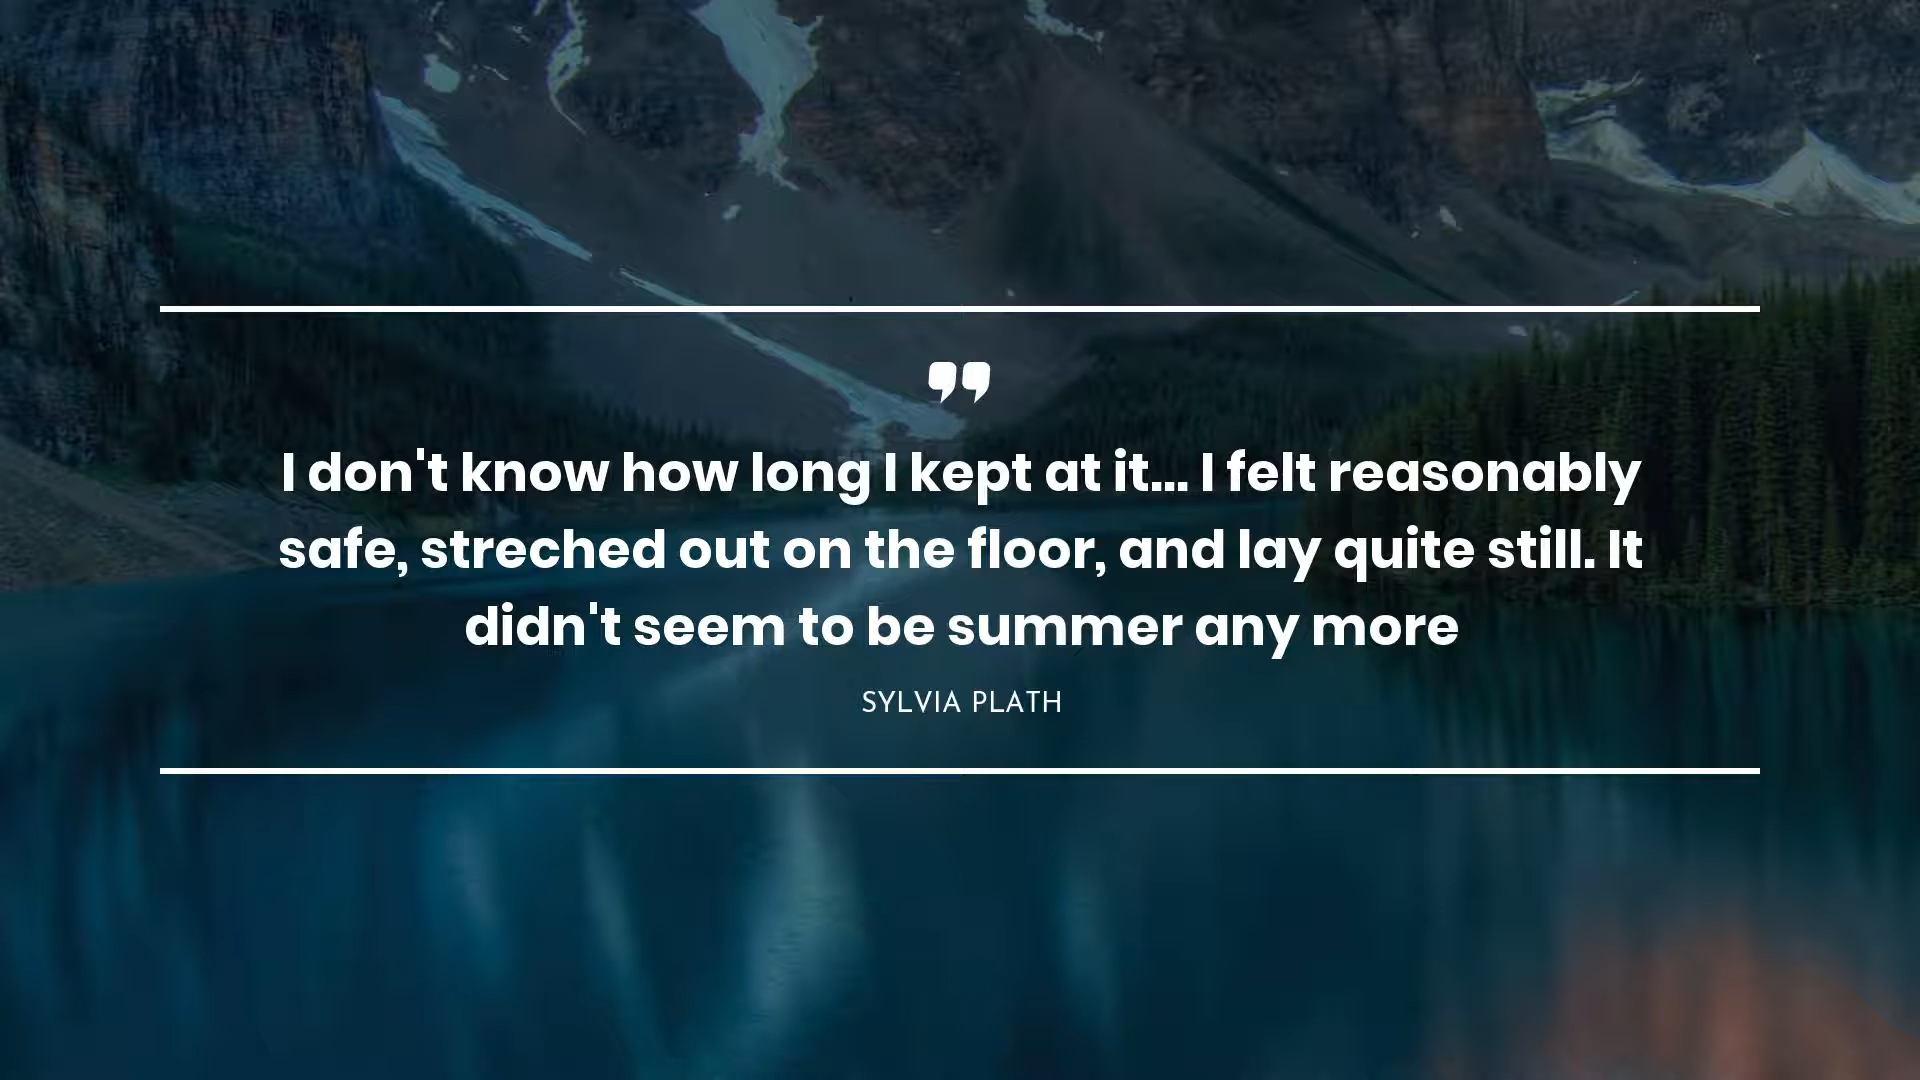 ”
I don't know how long I kept at it... I felt reasonably
safe, streched out on the floor, and lay quite still. It
didn't seem to be summer any more
SYLVIA PLATH